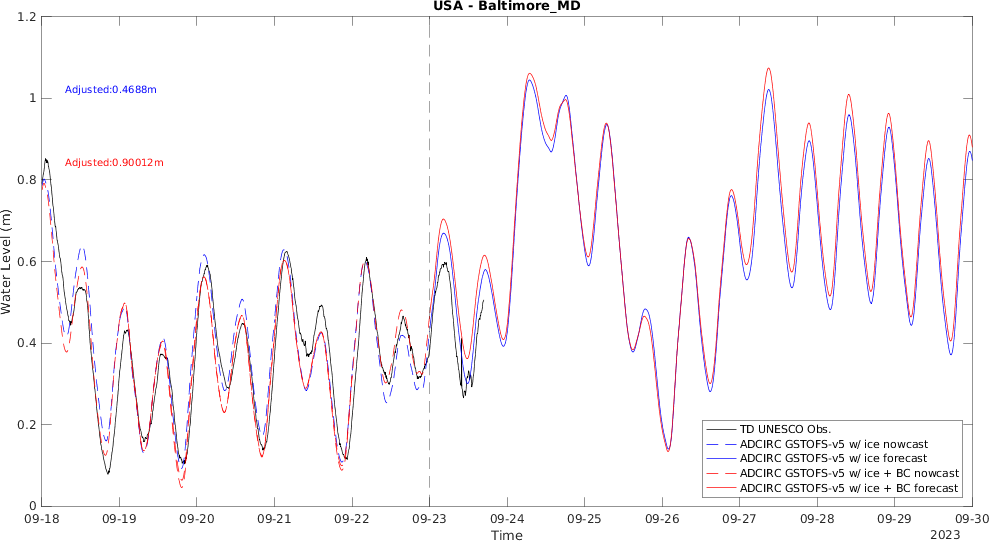 USA - Baltimore_MD
1.2
1
0.8
0.6
0.4
0.2
0
Water Level (m)
Adjusted:0.4688m
Adjusted:0.90012m
TD UNESCO Obs.
ADCIRC GSTOFS-v5 w/ ice nowcast
ADCIRC GSTOFS-v5 w/ ice forecast
ADCIRC GSTOFS-v5 w/ ice + BC nowcast
ADCIRC GSTOFS-v5 w/ ice + BC forecast
09-18 09-19 09-20 09-21 09-22 09-23 09-24 09-25 09-26 09-27 09-28 09-29 09-30
Time
2023